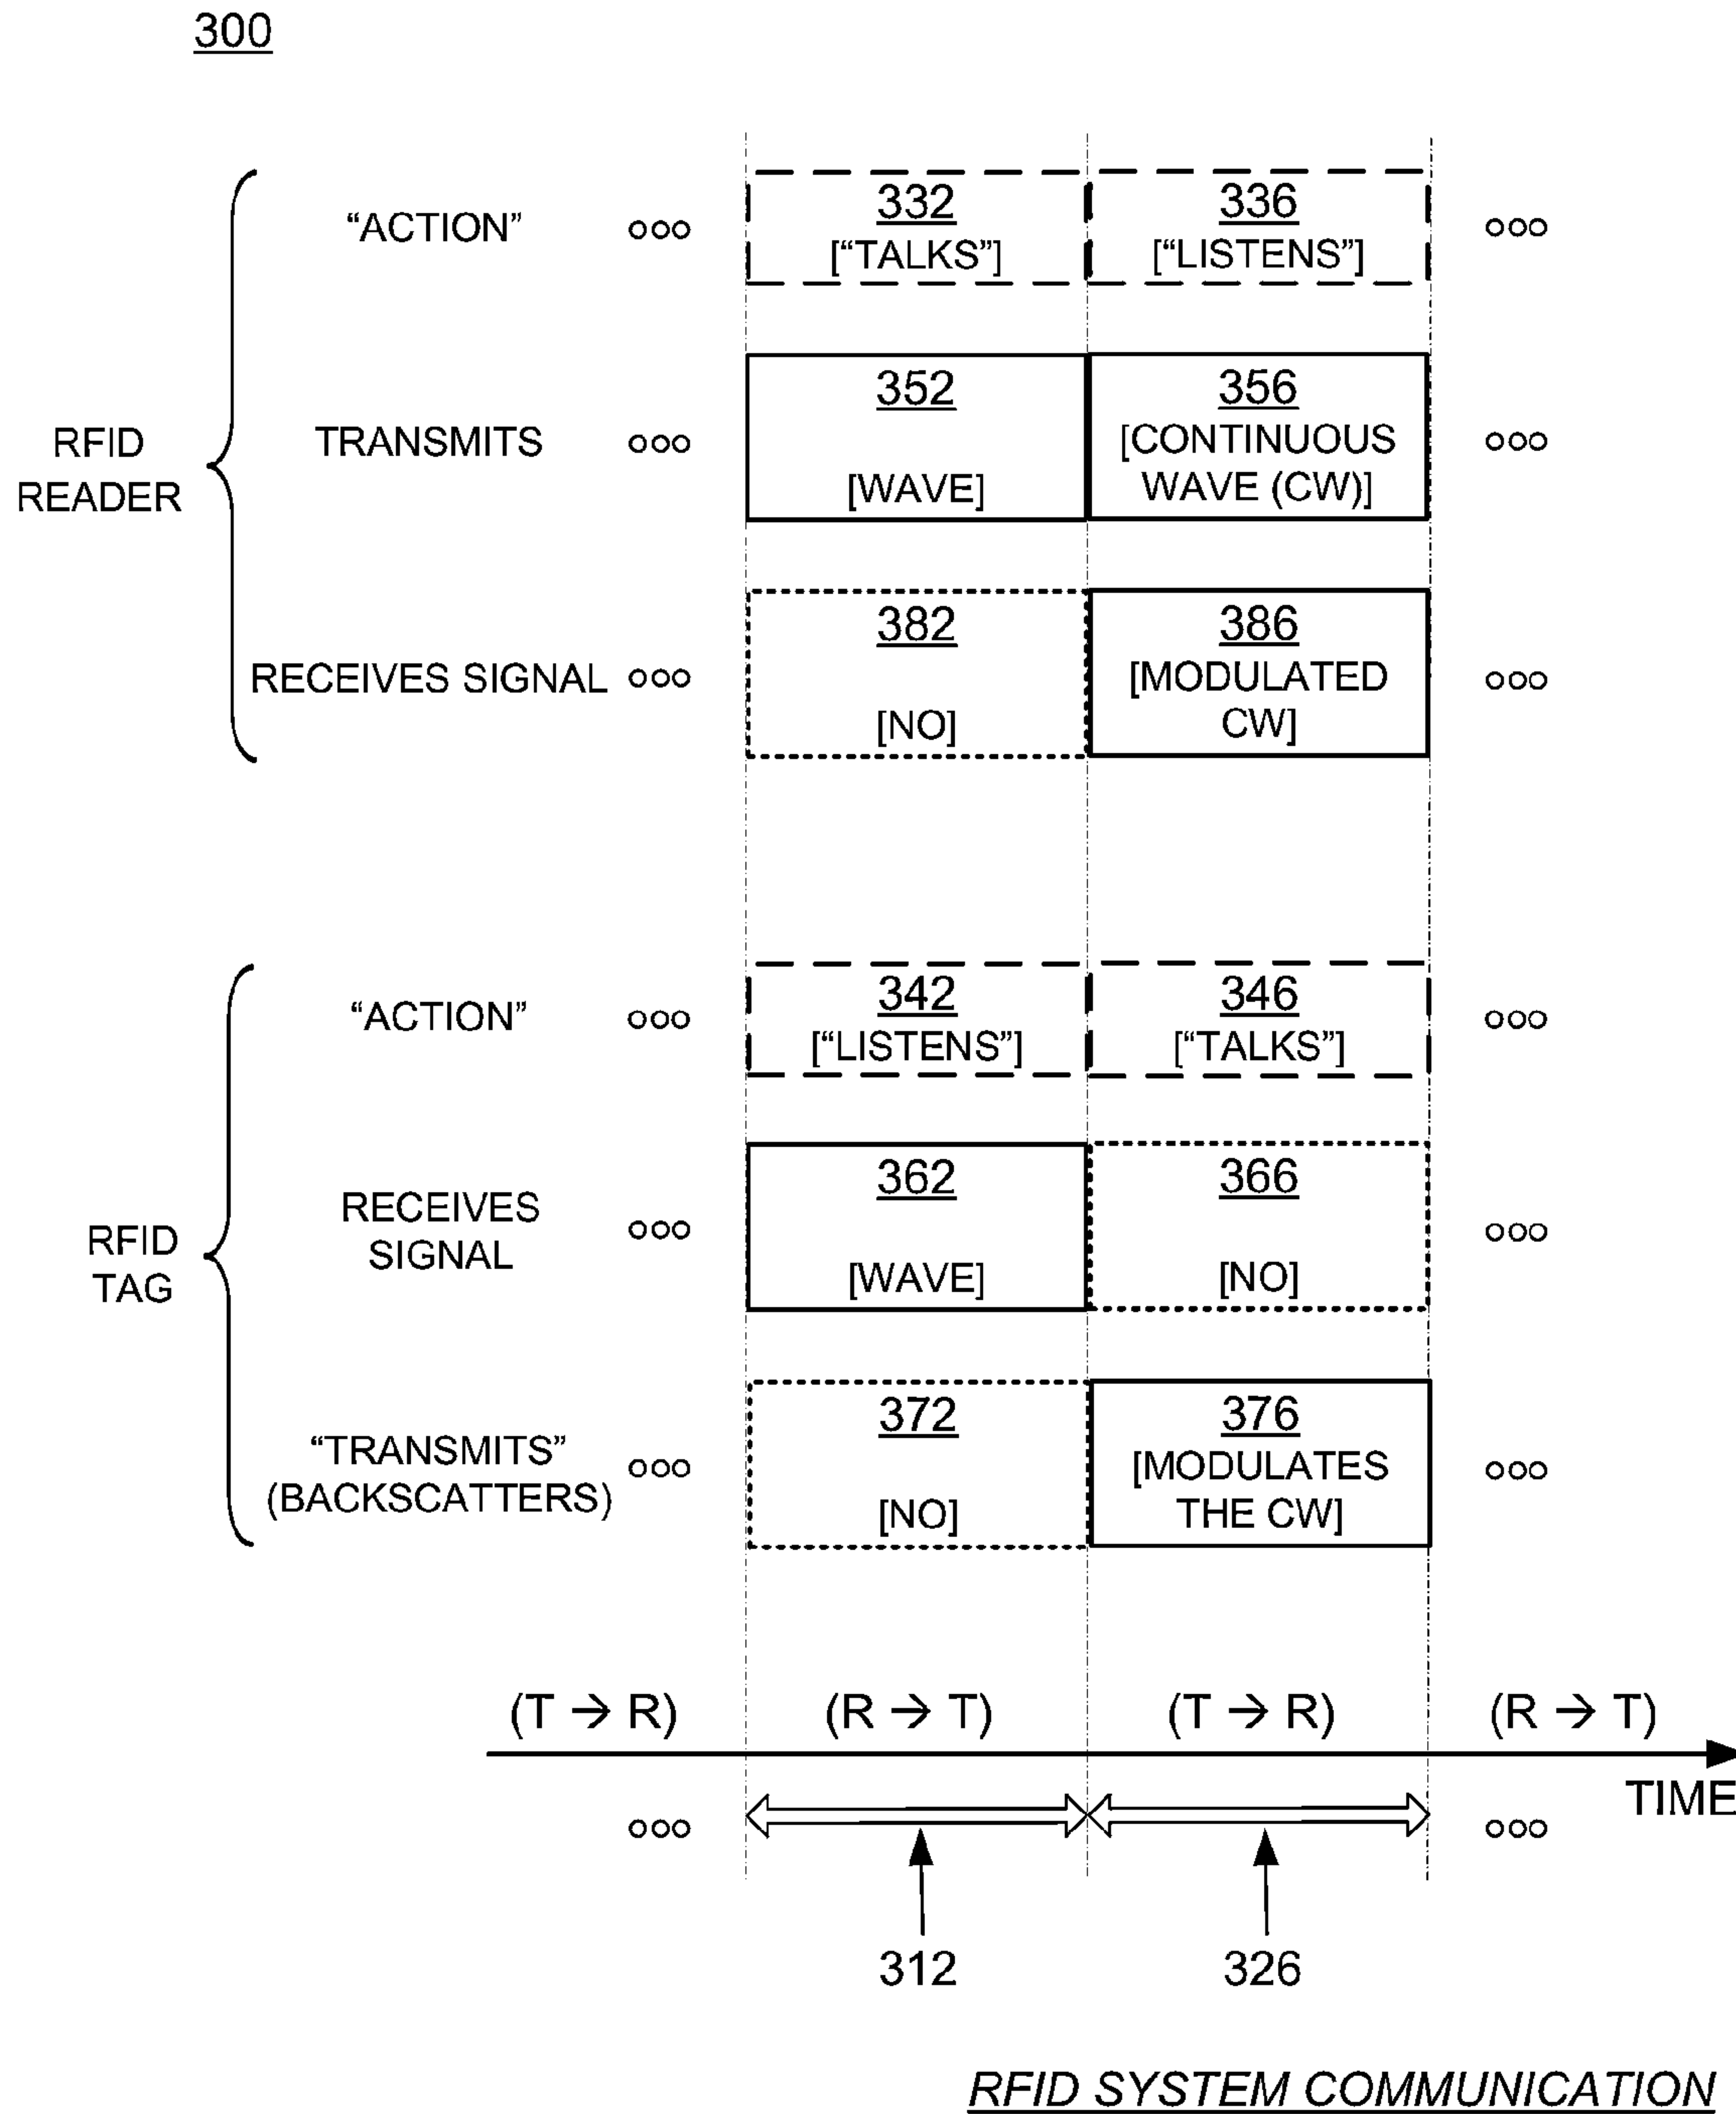 300
"ACTION"
ooo
332
["TALKS"]
336
["LISTENS"]
ooo
RFID
READER
TRANSMITS
ooo
352
[WAVE]
356
[CONTINUOUS
WAVE (CW)]
ooo
RECEIVES SIGNAL
ooo
382
[NO]
386
[MODULATED
CW]
ooo
"ACTION"
ooo
342
["LISTENS"]
346
["TALKS"]
ooo
RFID
TAG
RECEIVES
SIGNAL
ooo
362
[WAVE]
366
[NO]
ooo
"TRANSMITS"
(BACKSCATTERS)
ooo
372
[NO]
376
[MODULATES
THE CW]
ooo
(T → R)
(R → T)
(T → R)
(R → T)
TIME
ooo
ooo
312
326
RFID SYSTEM COMMUNICATION